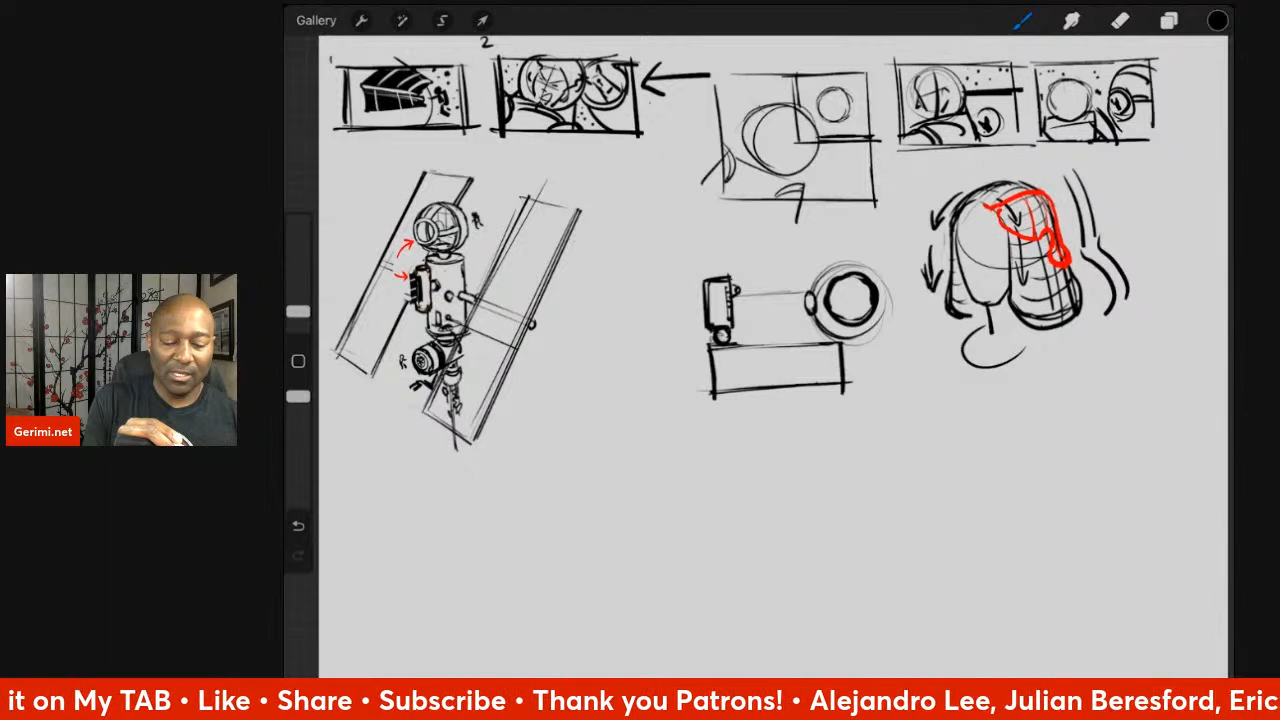 Gallery
2
Gerimi.net
it on My TAB • Like • Share • Subscribe • Thank you Patrons! • Alejandro Lee, Julian Beresford, Eric